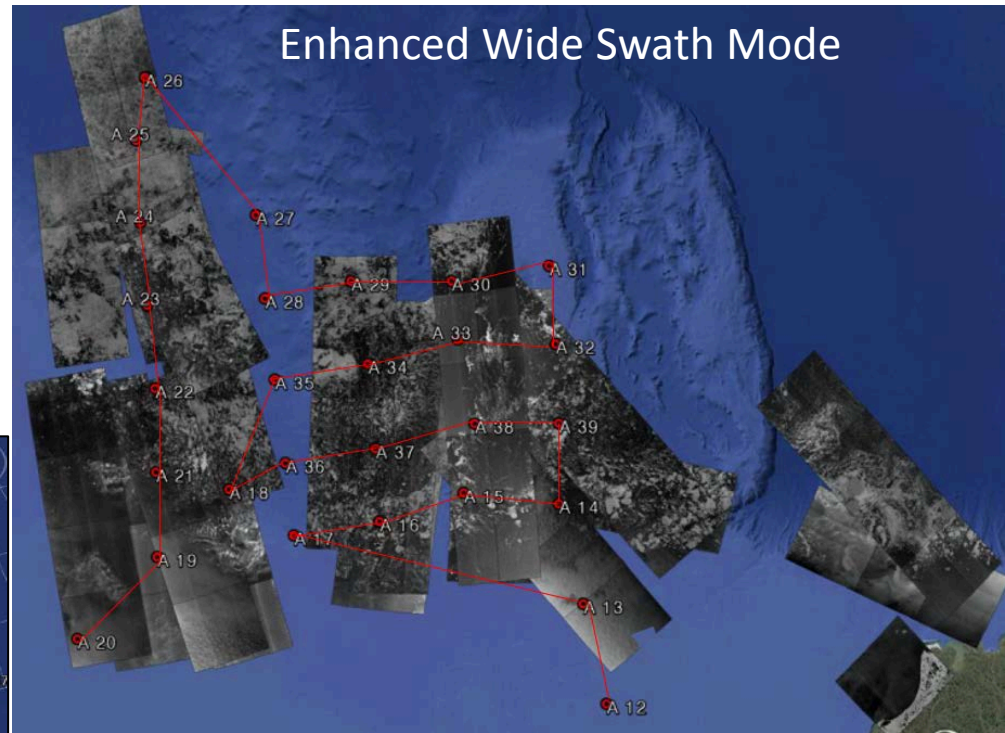 Enhanced Wide Swath Mode
A 26
A 25
A 24
A 27
A 23
A 28
A 29
A 30
A 31
A 33
A 32
A 34
A 35
A 22
A 38
A 39
A 37
A 36
A 21
A 18
A 15
A 14
A 16
A 17
A 19
A 13
A 20
A 12